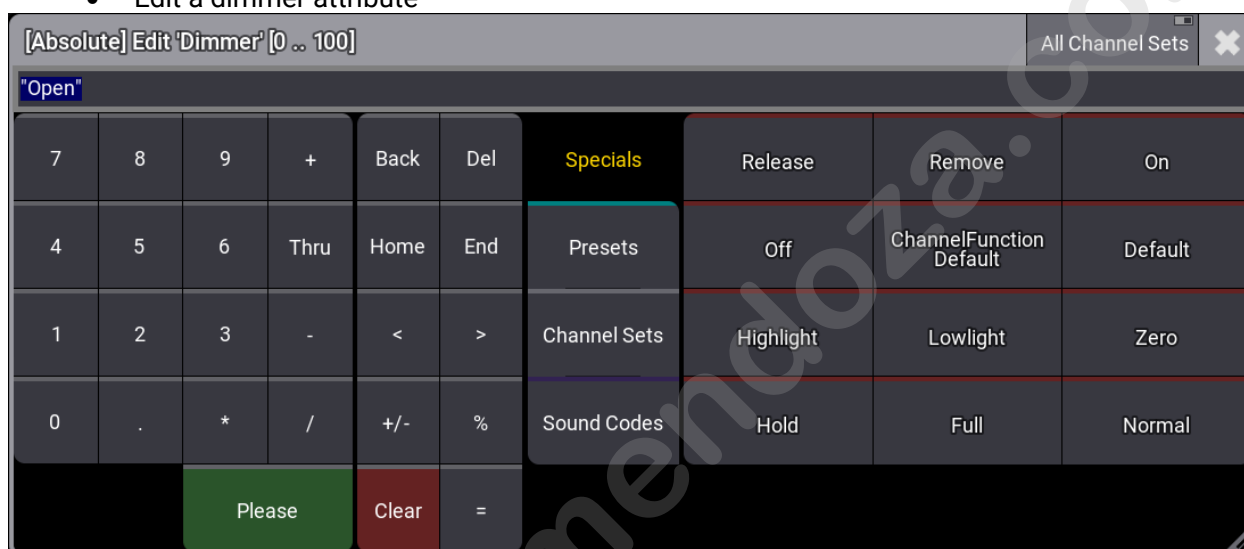 Edit a dimmer attribute
[Absolute] Edit 'Dimmer' [0 .. 100]
All Channel Sets
"Open"
7 8 9 + Back Del Specials Release Remove On
4 5 6 Thru Home End Presets Off ChannelFunction Default Default
1 2 3 - < > Channel Sets Highlight Lowlight Zero
0 . * / +/- % Sound Codes Hold Full Normal
Please Clear =
mendoza.co